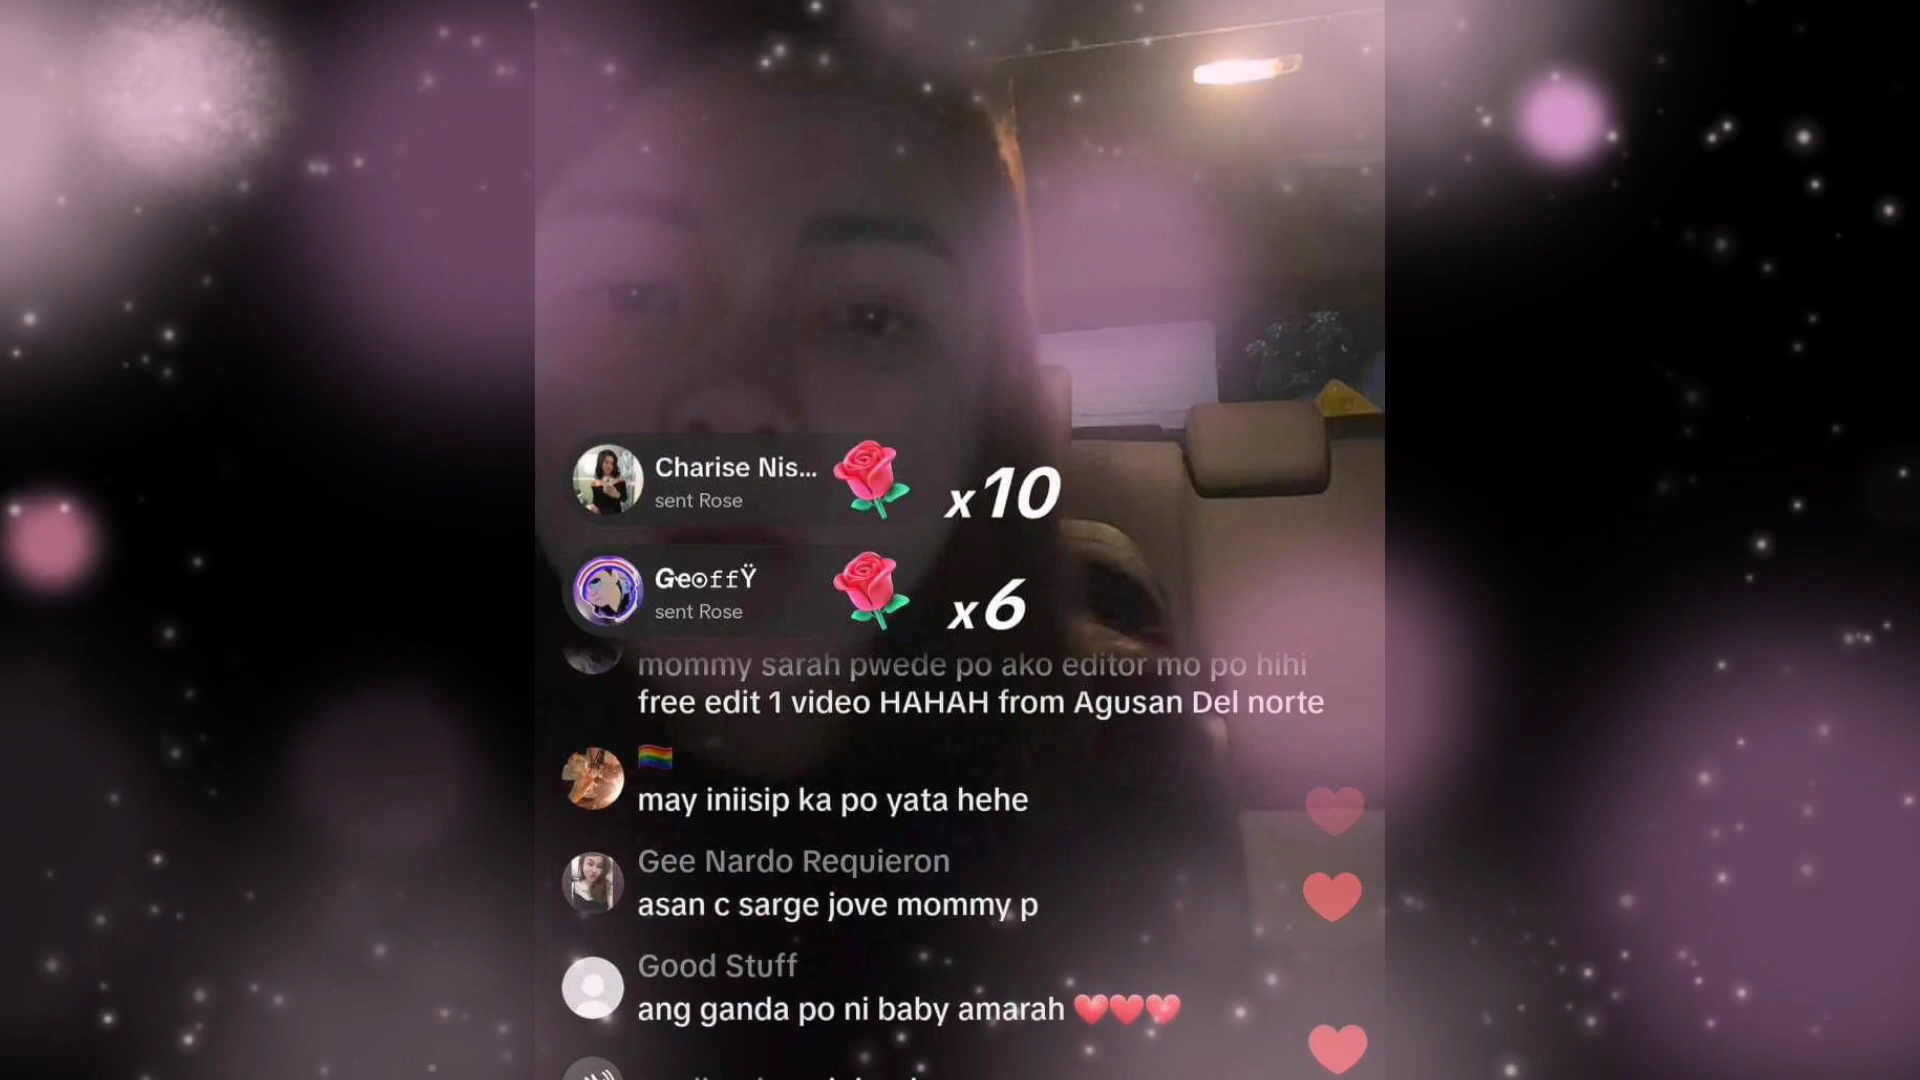 Charise Nis...
sent Rose
x10
GeoffŸ
sent Rose
x6
mommy sarah pwede po ako editor mo po hihi
free edit 1 video HAHAH from Agusan Del norte
🏳️‍🌈
may iniisip ka po yata hehe
Gee Nardo Requieron
asan c sarge jove mommy p
Good Stuff
ang ganda po ni baby amarah ❤️❤️❤️